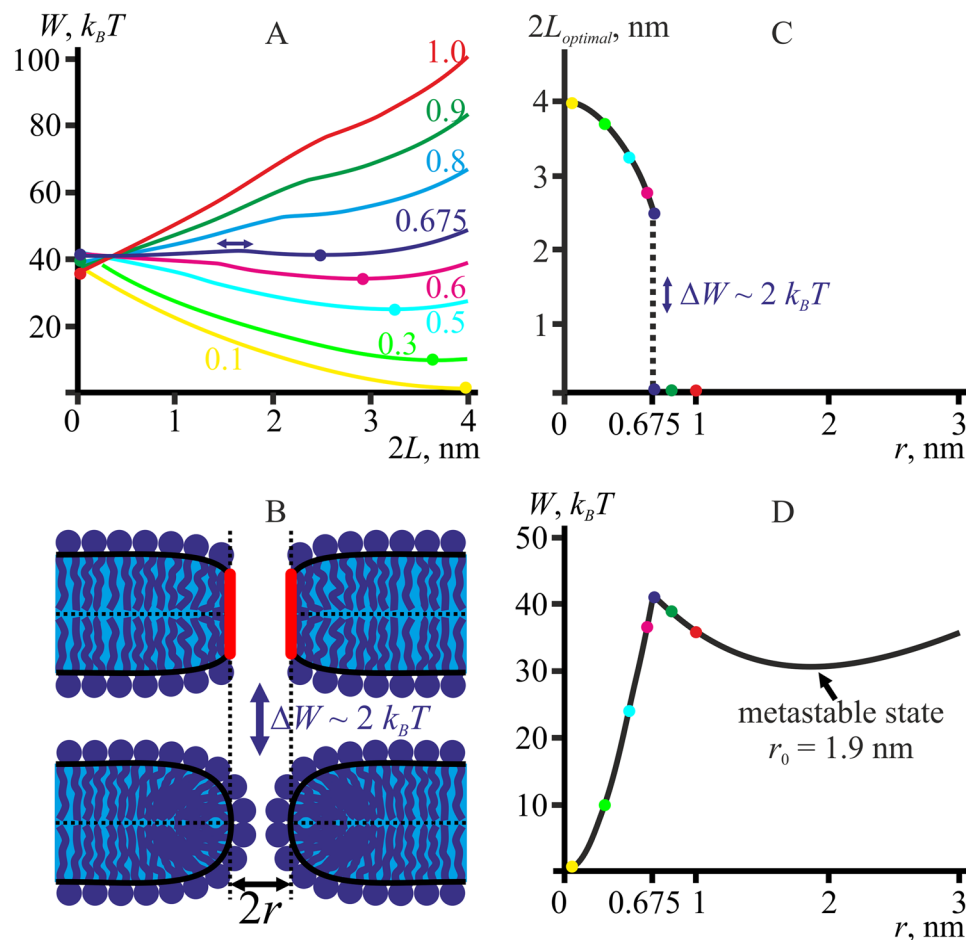 W, k_BT
A
100
80
60
40
20
1.0
0.9
0.8
0.675
0.6
0.5
0.3
0.1
0 1 2 3 4
2L, nm
2L_optimal, nm
C
4
3
2
1
ΔW ~ 2 k_BT
0 0.675 1 2 3
r, nm
B
ΔW ~ 2 k_BT
2r
W, k_BT
D
50
40
30
20
10
metastable state
r_0 = 1.9 nm
0 0.675 1 2 3
r, nm